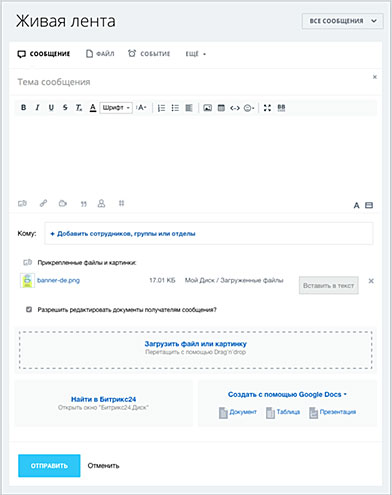 Живая лента
ВСЕ СООБЩЕНИЯ
СООБЩЕНИЕ ФАЙЛ СОБЫТИЕ ЕЩЁ
Тема сообщения
B I U S Tx A Шрифт A
A
Кому: + Добавить сотрудников, группы или отделы
Прикрепленные файлы и картинки:
banner-de.png 17.01 КБ Мой Диск / Загруженные файлы Вставить в текст
Разрешить редактировать документы получателям сообщения?
Загрузить файл или картинку
Перетащить с помощью Drag'n'drop
Найти в Битрикс24
Открыть окно "Битрикс24.Диск"
Создать с помощью Google Docs
Документ Таблица Презентация
ОТПРАВИТЬ Отменить